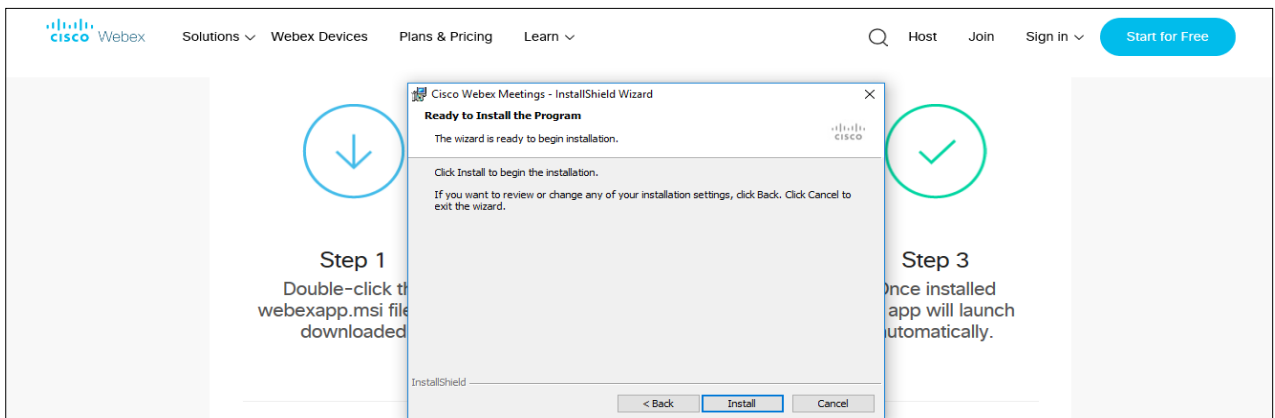 CISCO Webex
Solutions Webex Devices Plans & Pricing Learn
Host Join Sign in Start for Free
Cisco Webex Meetings - InstallShield Wizard
Ready to Install the Program
The wizard is ready to begin installation.
CISCO
Click Install to begin the installation.
If you want to review or change any of your installation settings, click Back. Click Cancel to
exit the wizard.
InstallShield
< Back Install Cancel
Step 1
Double-click
webexapp.msi file
downloaded
Step 3
Once installed
app will launch
automatically.